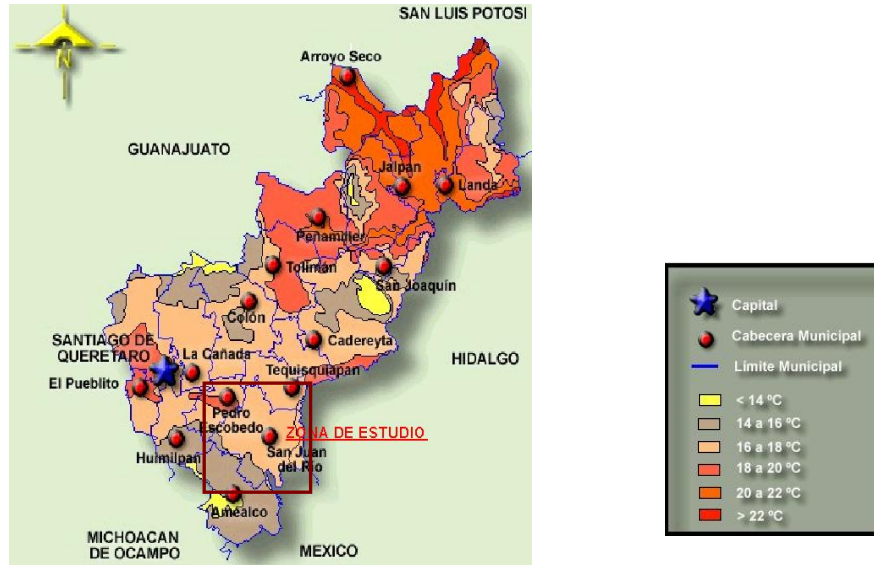 SAN LUIS POTOSI
N
Arroyo Seco
GUANAJUATO
Jalpan
Landa
Penamiller
Tolimán
San Joaquín
Colón
Cadereyta
SANTIAGO DE
QUERETARO
La Cañada
HIDALGO
El Pueblito
Tequisquiapan
Pedro
Escobedo
ZONA DE ESTUDIO
Huimilpan
San Juan
del Rio
Amealco
MICHOACAN
DE OCAMPO
MEXICO
Capital
Cabecera Municipal
Límite Municipal
< 14 ºC
14 a 16 ºC
16 a 18 ºC
18 a 20 ºC
20 a 22 ºC
> 22 ºC